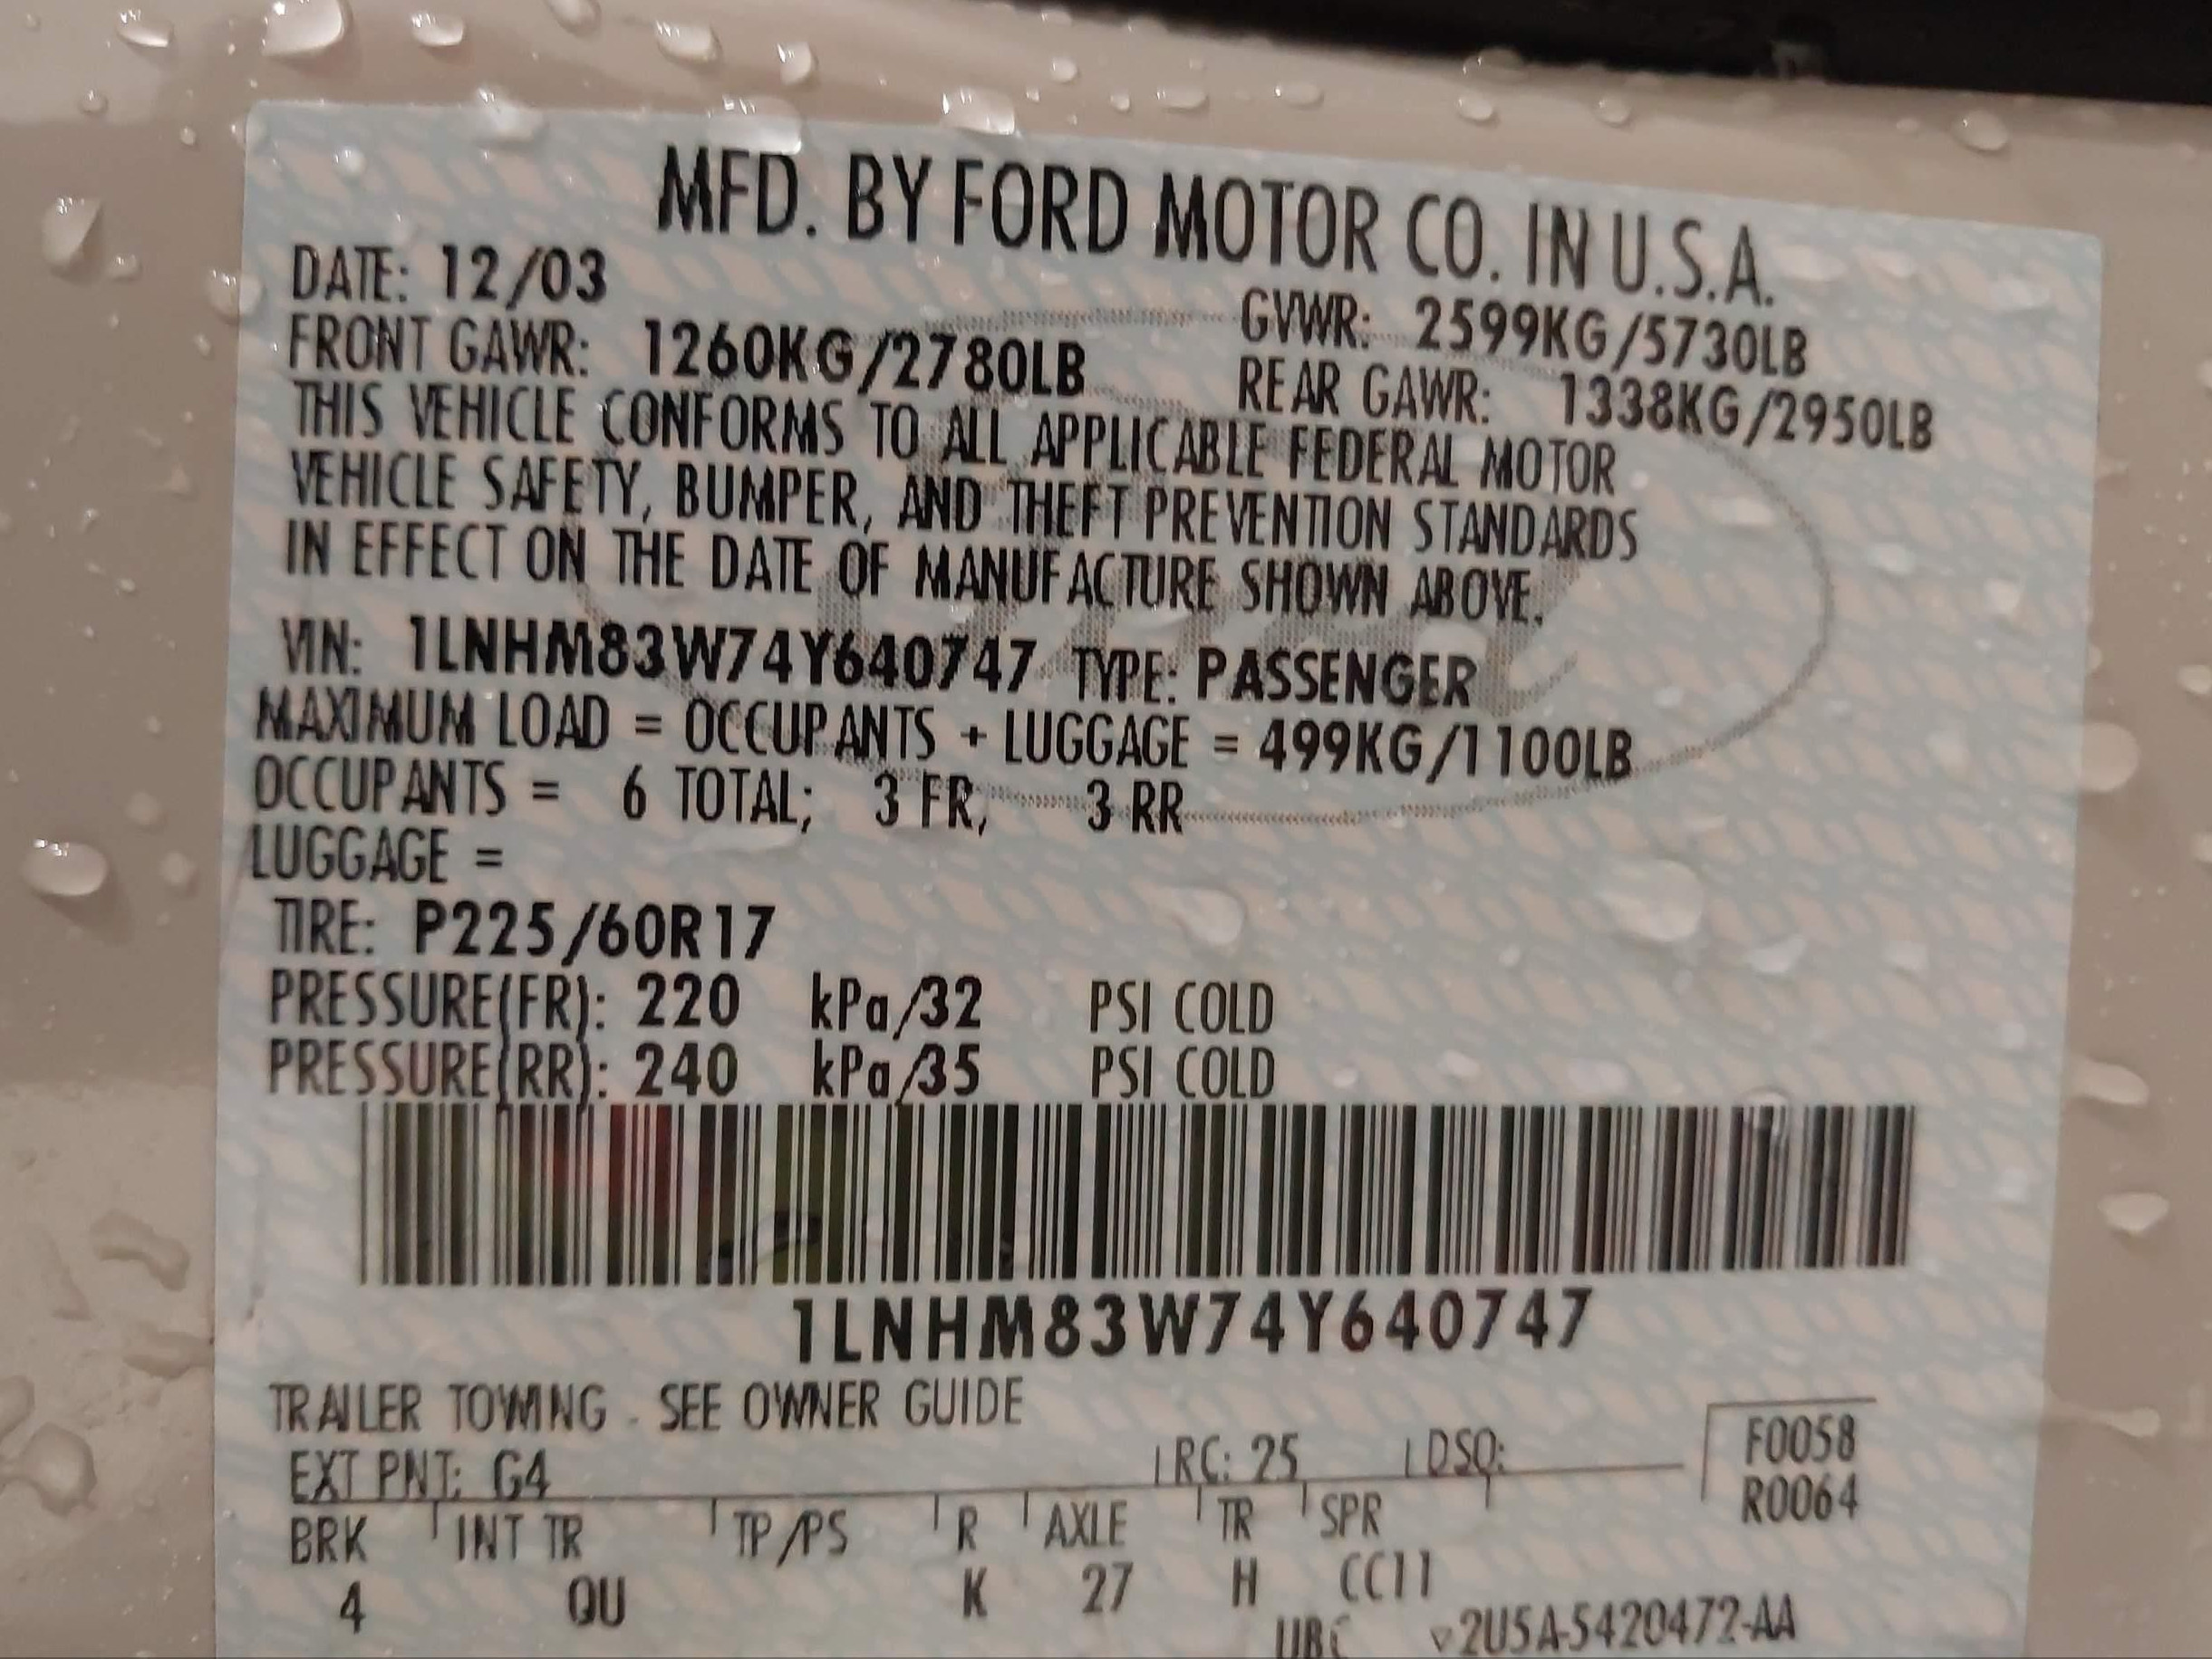 MFD. BY FORD MOTOR CO. IN U.S.A.
DATE: 12/03 GVWR: 2599KG/5730LB
FRONT GAWR: 1260KG/2780LB REAR GAWR: 1338KG/2950LB
THIS VEHICLE CONFORMS TO ALL APPLICABLE FEDERAL MOTOR
VEHICLE SAFETY, BUMPER, AND THEFT PREVENTION STANDARDS
IN EFFECT ON THE DATE OF MANUFACTURE SHOWN ABOVE.
VIN: 1LNHM83W74Y640747 TYPE: PASSENGER
MAXIMUM LOAD = OCCUPANTS + LUGGAGE = 499KG/1100LB
OCCUPANTS = 6 TOTAL; 3 FR, 3 RR
LUGGAGE =
TIRE: P225/60R17
PRESSURE(FR): 220 kPa/32 PSI COLD
PRESSURE(RR): 240 kPa/35 PSI COLD
1LNHM83W74Y640747
TRAILER TOWING - SEE OWNER GUIDE
EXT PNT: G4 RC: 25 DSO: F0058
R0064
BRK INT TR TP/PS R AXLE TR SPR
4 QU K 27 H CC11
UBC ▽2U5A-5420472-AA